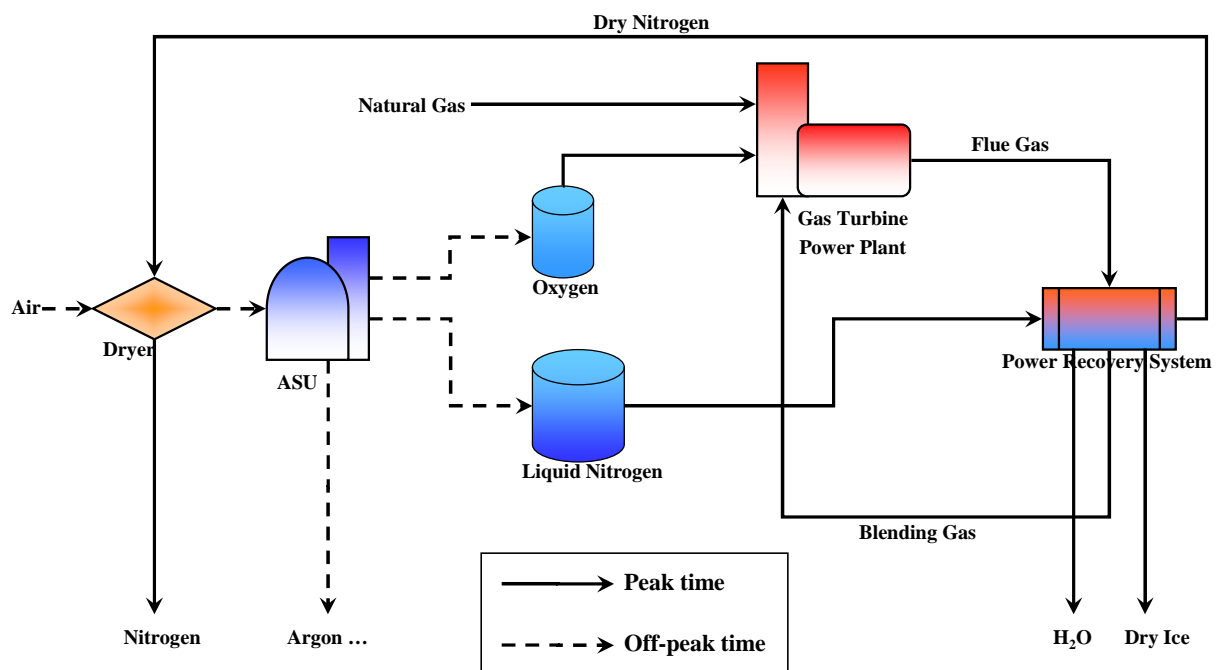 Dry Nitrogen
Natural Gas
Flue Gas
Gas Turbine
Power Plant
Oxygen
Air
Dryer
ASU
Power Recovery System
Liquid Nitrogen
Blending Gas
Peak time
Off-peak time
Nitrogen
Argon …
H₂O
Dry Ice